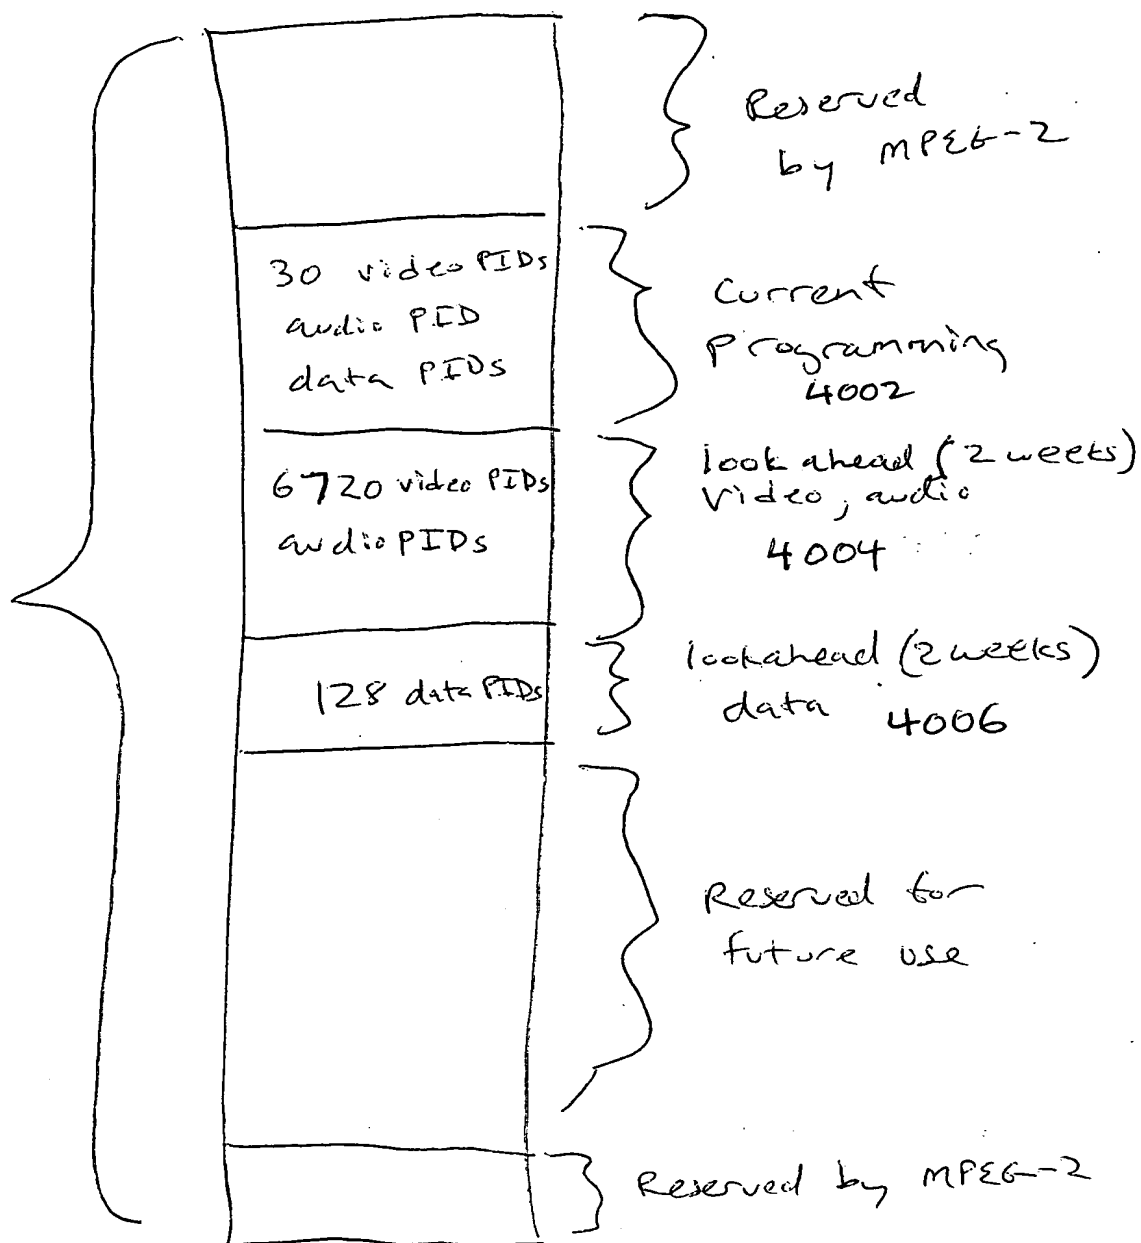 Reserved
by MPEG-2
30 video PIDs
audio PID
data PIDs
Current
Programming
4002
6720 video PIDs
audio PIDs
look ahead (2 weeks)
Video, audio
4004
128 data PIDs
lookahead (2 weeks)
data 4006
Reserved for
future use
Reserved by MPEG-2